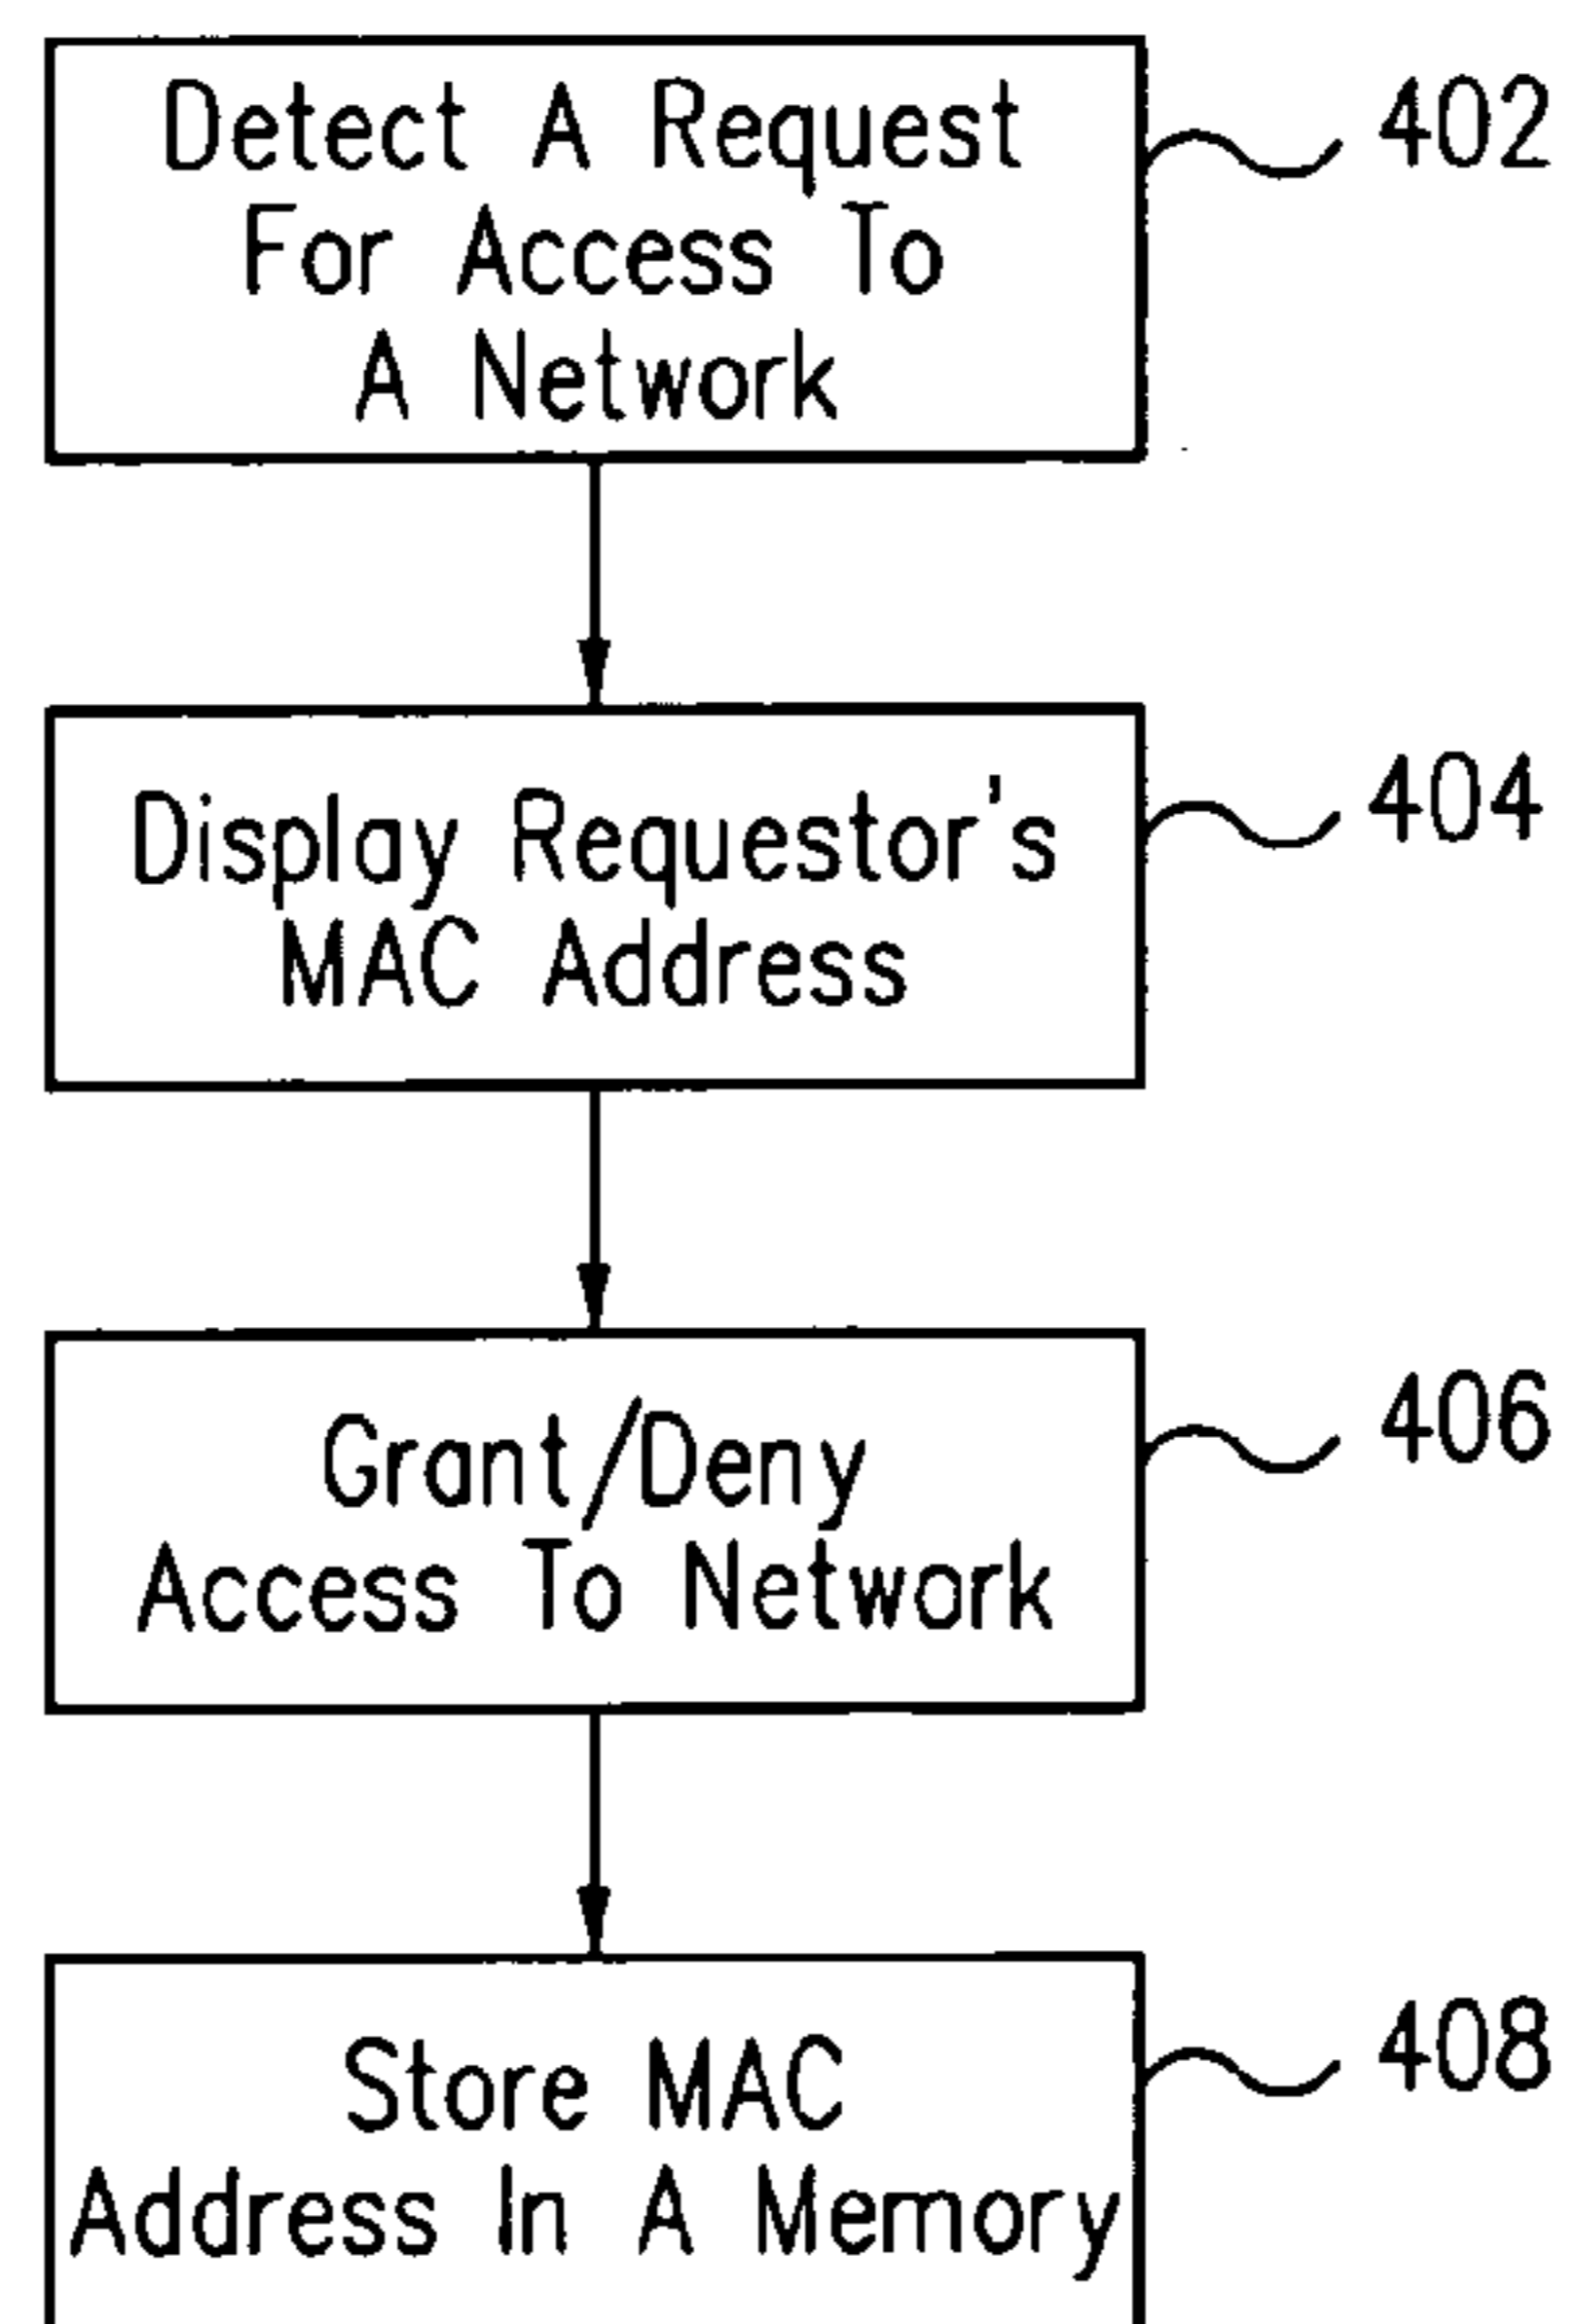 Detect A Request
For Access To
A Network
402
Display Requestor's
MAC Address
404
Grant/Deny
Access To Network
406
Store MAC
Address In A Memory
408